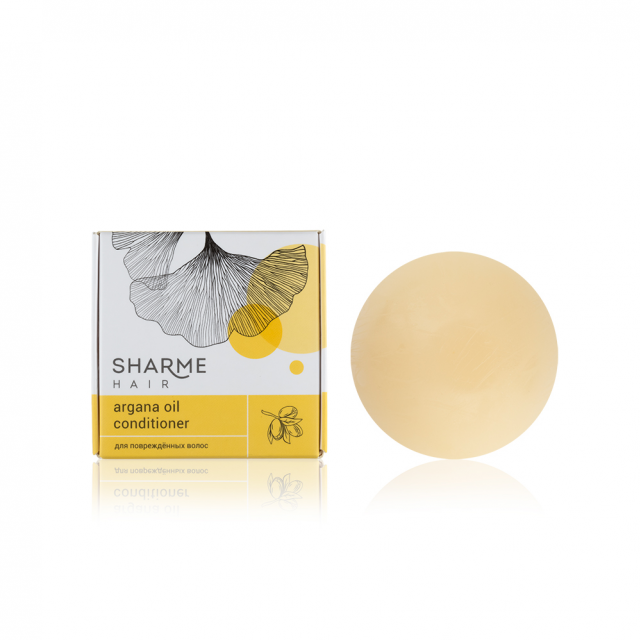 SHARME
HAIR
argana oil
conditioner
для повреждённых волос